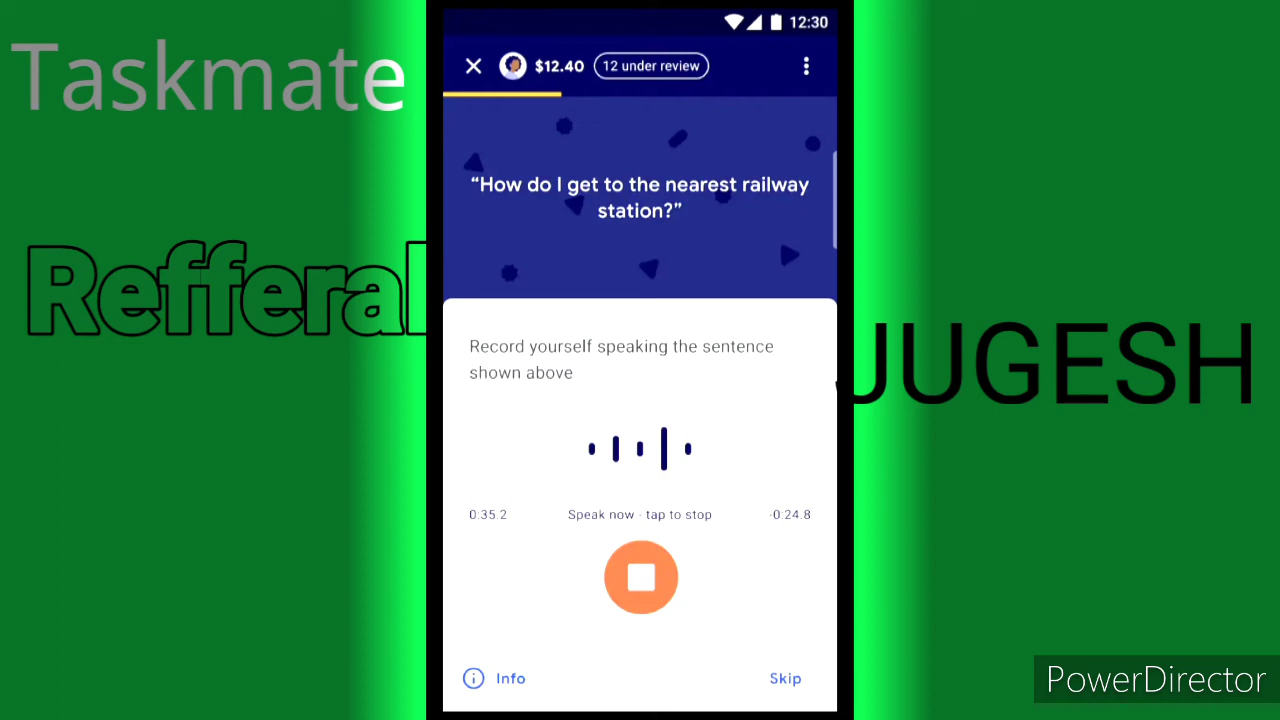 Taskmate
Refferal
JUGESH
12:30
$12.40
12 under review
“How do I get to the nearest railway
station?”
Record yourself speaking the sentence
shown above
0:35.2
Speak now · tap to stop
-0:24.8
Info
Skip
PowerDirector